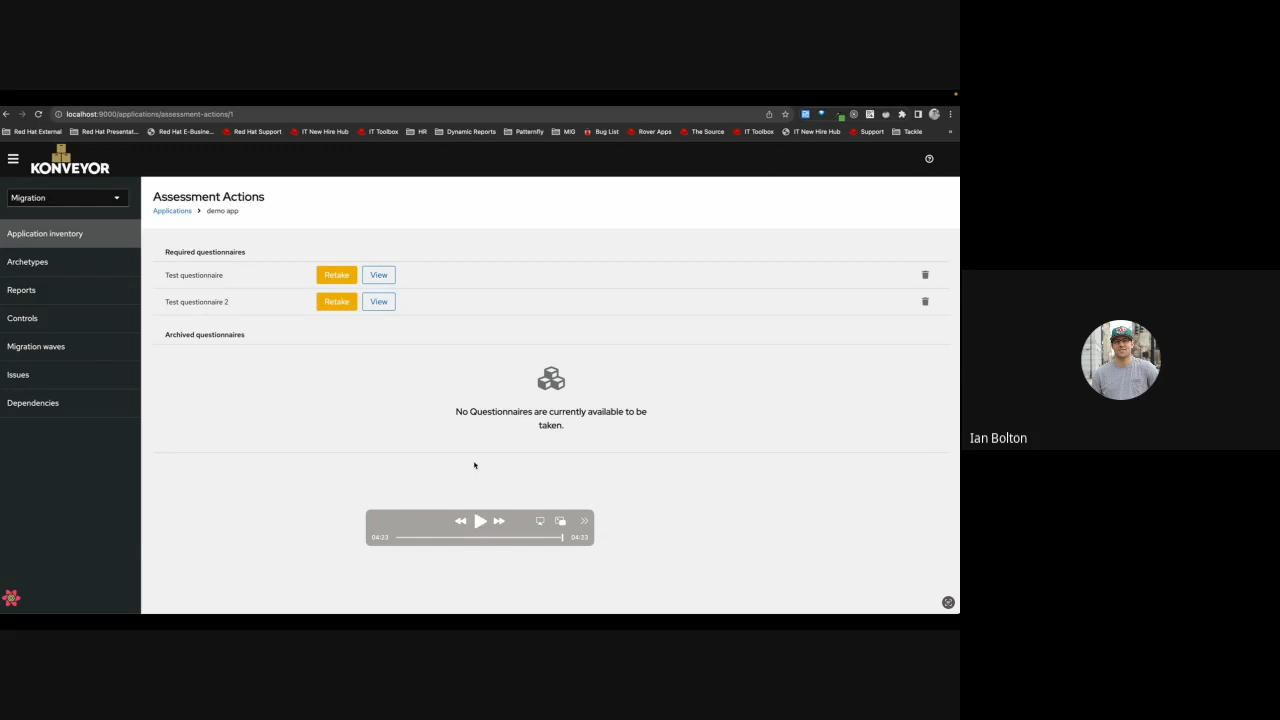 localhost:9000/applications/assessment-actions/1
Red Hat External Red Hat Presentat... Red Hat E-Busine... Red Hat Support IT New Hire Hub IT Toolbox HR Dynamic Reports Patternfly MIG Bug List Rover Apps The Source IT Toolbox IT New Hire Hub Support Tackle »
KONVEYOR
Migration
Application inventory
Archetypes
Reports
Controls
Migration waves
Issues
Dependencies
Assessment Actions
Applications > demo app
Required questionnaires
Test questionnaire Retake View
Test questionnaire 2 Retake View
Archived questionnaires
No Questionnaires are currently available to be
taken.
04:23 04:23
Ian Bolton